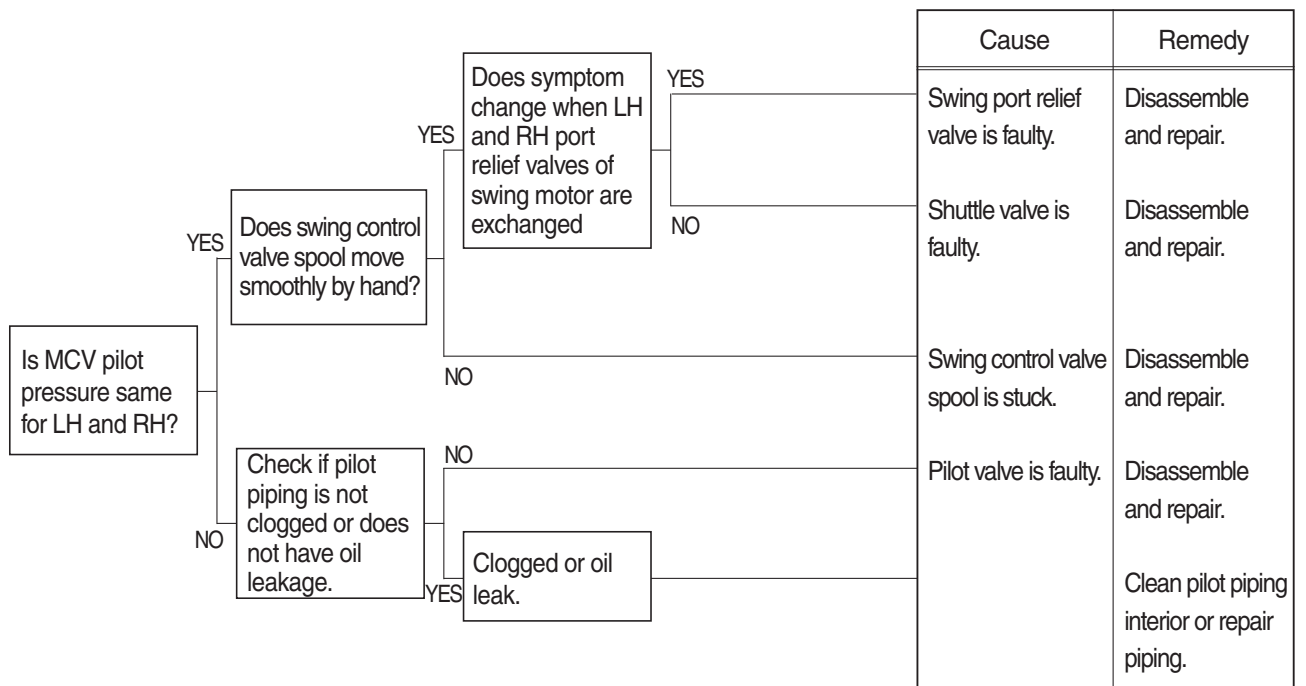 Cause
Remedy
Does symptom
change when LH
and RH port
relief valves of
swing motor are
exchanged
YES
NO
Swing port relief
valve is faulty.
Disassemble
and repair.
Shuttle valve is
faulty.
Disassemble
and repair.
YES
Does swing control
valve spool move
smoothly by hand?
YES
NO
Swing control valve
spool is stuck.
Disassemble
and repair.
Is MCV pilot
pressure same
for LH and RH?
NO
Check if pilot
piping is not
clogged or does
not have oil
leakage.
NO
Pilot valve is faulty.
Disassemble
and repair.
YES
Clogged or oil
leak.
Clean pilot piping
interior or repair
piping.